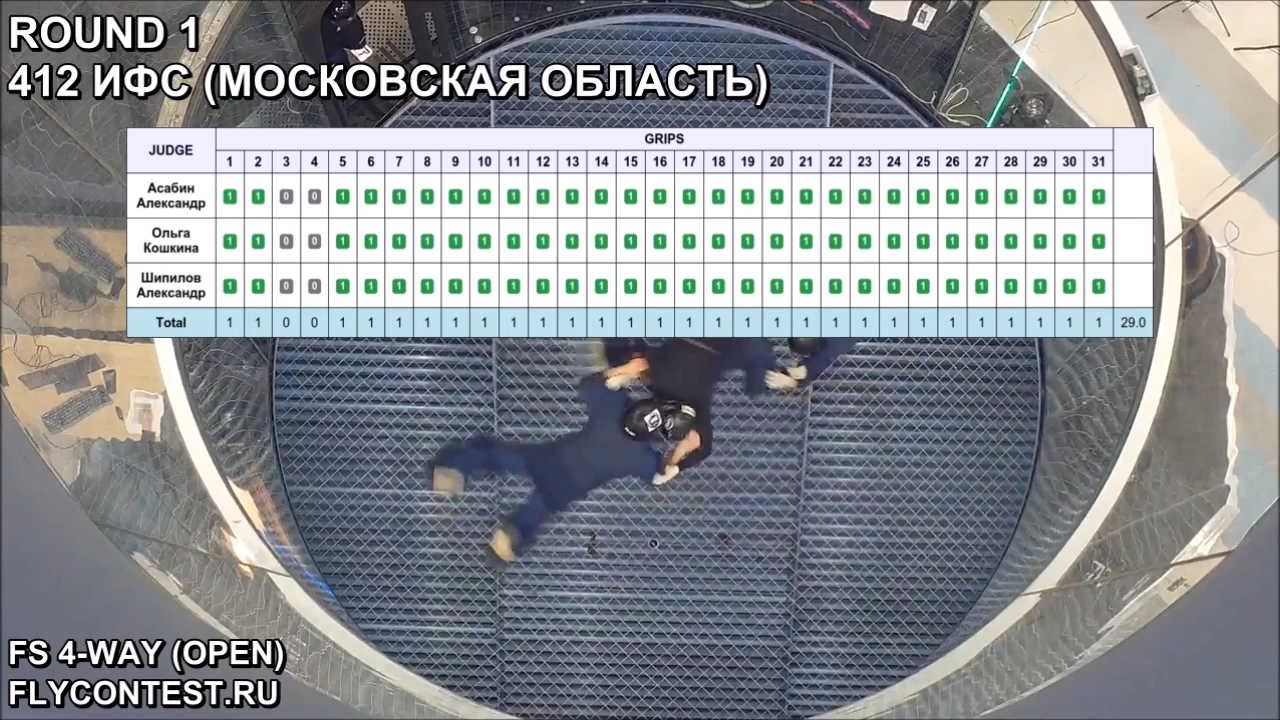 ROUND 1
412 ИФС (МОСКОВСКАЯ ОБЛАСТЬ)
JUDGE GRIPS
1 2 3 4 5 6 7 8 9 10 11 12 13 14 15 16 17 18 19 20 21 22 23 24 25 26 27 28 29 30 31
Асабин Александр 1 1 0 0 1 1 1 1 1 1 1 1 1 1 1 1 1 1 1 1 1 1 1 1 1 1 1 1 1 1 1
Ольга Кошкина 1 1 0 0 1 1 1 1 1 1 1 1 1 1 1 1 1 1 1 1 1 1 1 1 1 1 1 1 1 1 1
Шипилов Александр 1 1 0 0 1 1 1 1 1 1 1 1 1 1 1 1 1 1 1 1 1 1 1 1 1 1 1 1 1 1 1
Total 1 1 0 0 1 1 1 1 1 1 1 1 1 1 1 1 1 1 1 1 1 1 1 1 1 1 1 1 1 1 1 29.0
FS 4-WAY (OPEN)
FLYCONTEST.RU